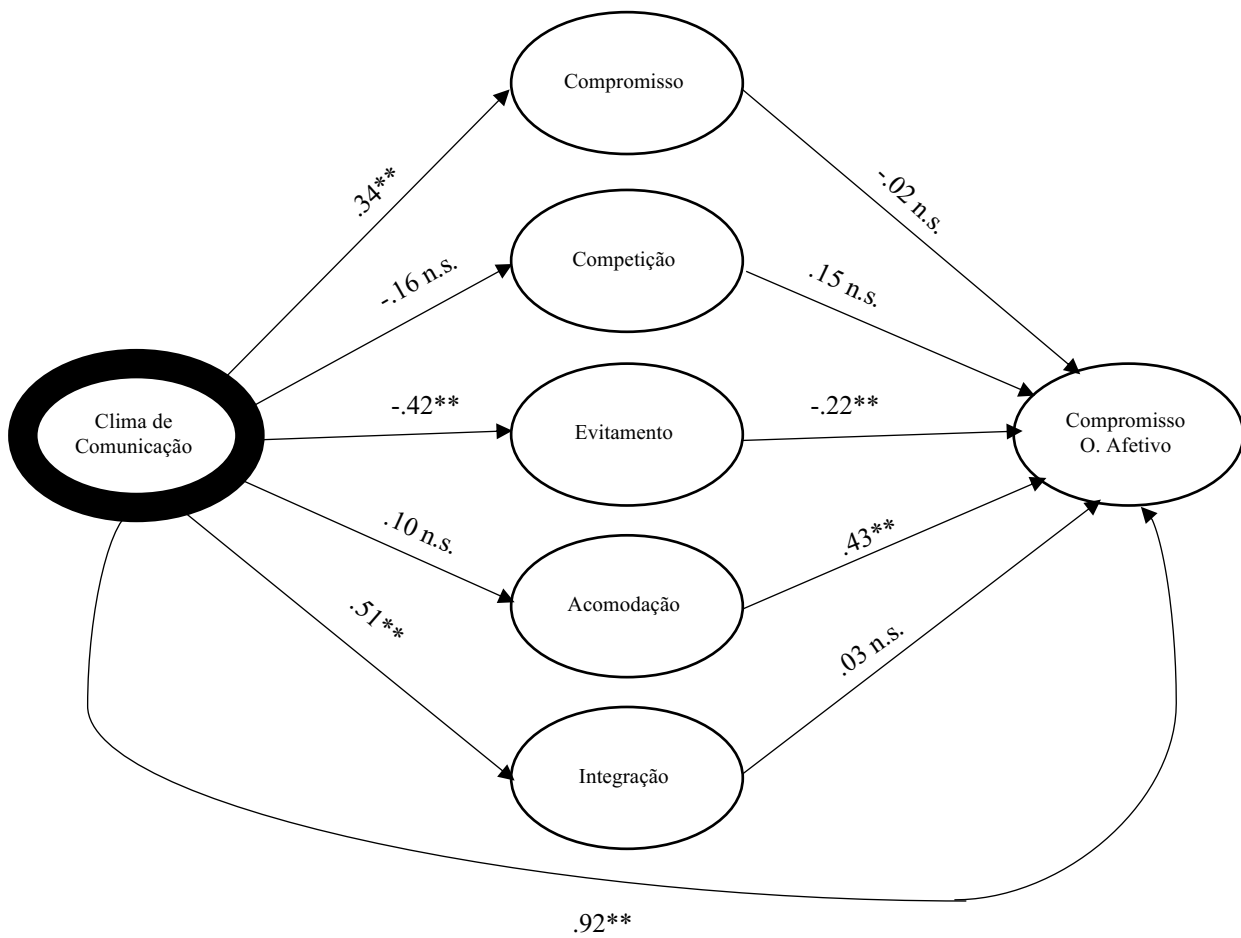 Compromisso
.34**
-.02 n.s.
Competição
-.16 n.s.
.15 n.s.
Clima de
Comunicação
-.42**
Evitamento
-.22**
Compromisso
O. Afetivo
.10 n.s.
.43**
Acomodação
.51**
.03 n.s.
Integração
.92**